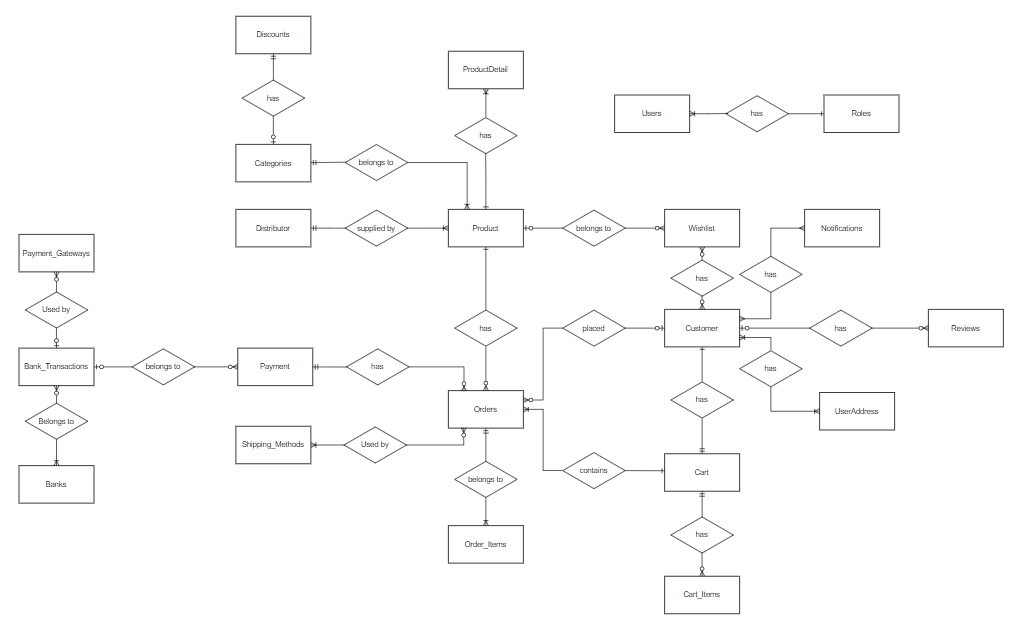 Discounts
ProductDetail
has
Users
has
Roles
has
Categories
belongs to
Distributor
supplied by
Product
belongs to
Wishlist
Notifications
Payment_Gateways
has
has
Used by
has
placed
Customer
has
Reviews
Bank_Transactions
belongs to
Payment
has
has
has
Orders
UserAddress
Belongs to
Shipping_Methods
Used by
contains
Cart
Banks
belongs to
has
Order_Items
Cart_Items